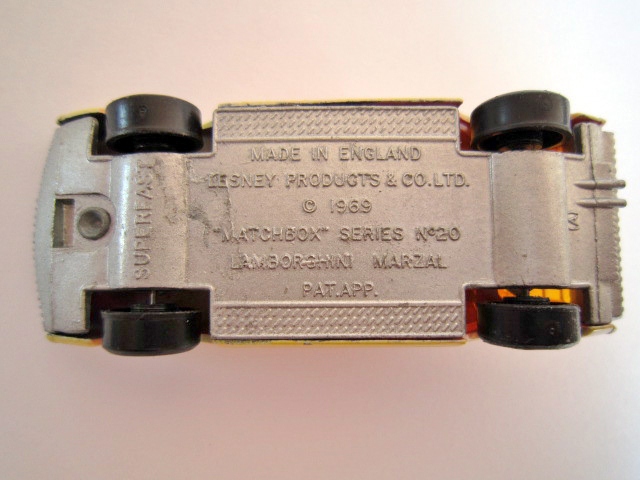 MADE IN ENGLAND
LESNEY PRODUCTS & CO. LTD.
© 1969
"MATCHBOX" SERIES Nº20
LAMBORGHINI MARZAL
PAT. APP.
SUPERFAST